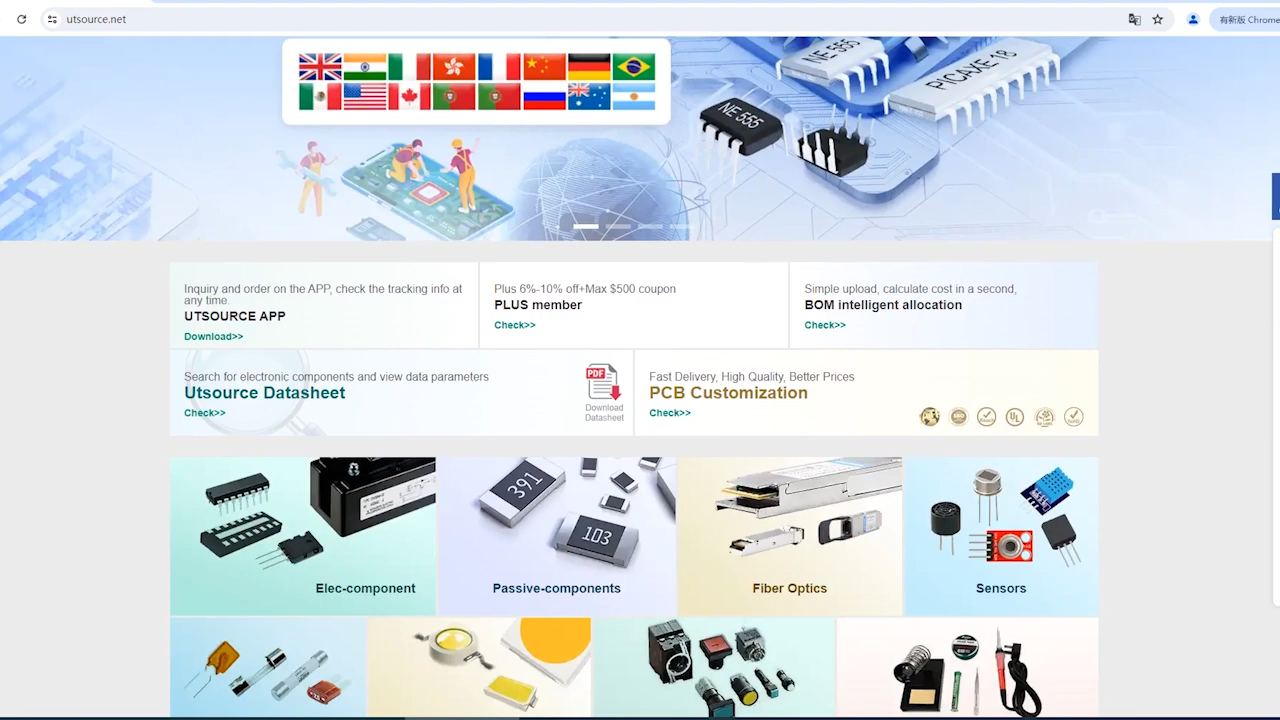 utsource.net
有新版 Chrome
NE 555
PICAXE-18
NE 555
Inquiry and order on the APP, check the tracking info at
any time.
UTSOURCE APP
Download>>
Plus 6%-10% off+Max $500 coupon
PLUS member
Check>>
Simple upload, calculate cost in a second,
BOM intelligent allocation
Check>>
Search for electronic components and view data parameters
Utsource Datasheet
Check>>
PDF
Download
Datasheet
Fast Delivery, High Quality, Better Prices
PCB Customization
Check>>
UL
391
103
Elec-component
Passive-components
Fiber Optics
Sensors